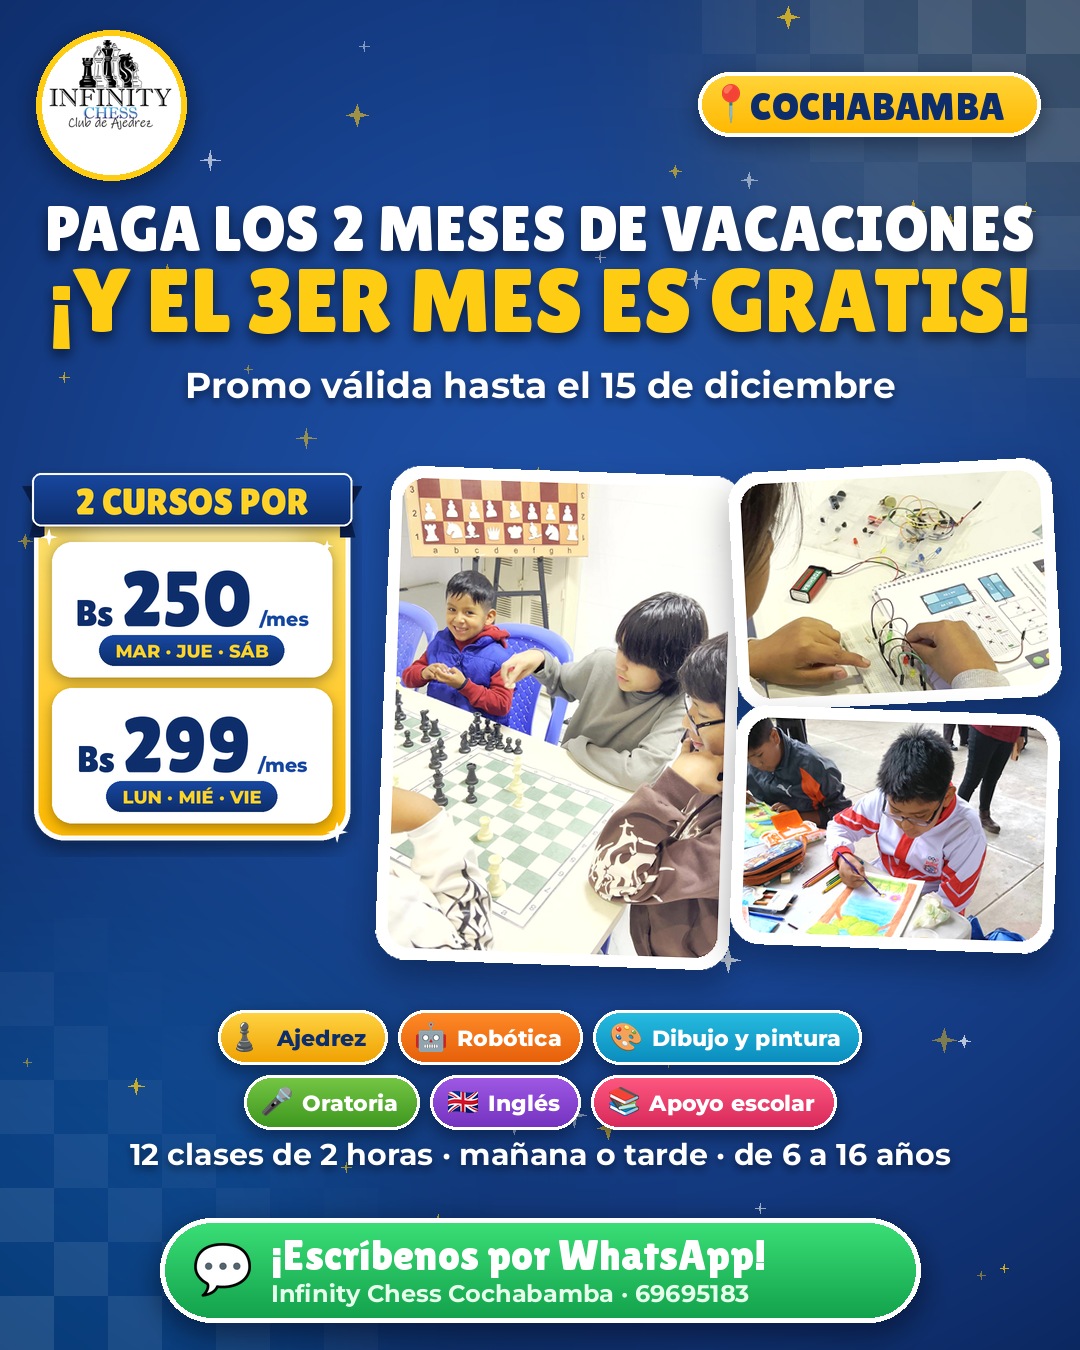 INFINITY
CHESS
Club de Ajedrez
COCHABAMBA
PAGA LOS 2 MESES DE VACACIONES
¡Y EL 3ER MES ES GRATIS!
Promo válida hasta el 15 de diciembre
2 CURSOS POR
Bs 250 /mes
MAR · JUE · SÁB
Bs 299 /mes
LUN · MIÉ · VIE
3
2
1
a b c d e f g h
Ajedrez
Robótica
Dibujo y pintura
Oratoria
Inglés
Apoyo escolar
12 clases de 2 horas · mañana o tarde · de 6 a 16 años
¡Escríbenos por WhatsApp!
Infinity Chess Cochabamba · 69695183